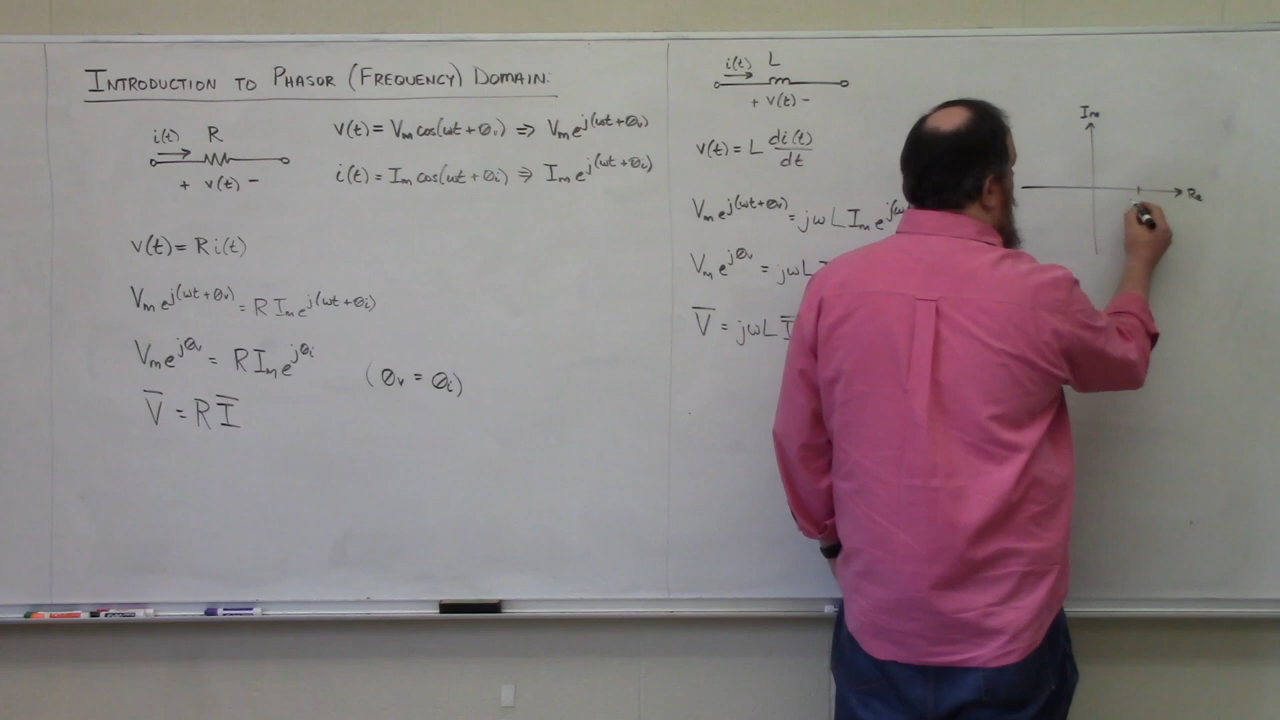 INTRODUCTION TO PHASOR (FREQUENCY) DOMAIN:
i(t) R
+ v(t) -
v(t) = Vm cos(ωt + θv) ⇒ Vm e^j(ωt+θv)
i(t) = Im cos(ωt + θi) ⇒ Im e^j(ωt+θi)
v(t) = R i(t)
Vm e^j(ωt+θv) = R Im e^j(ωt+θi)
Vm e^jθv = R Im e^jθi
(θv = θi)
V̅ = R I̅
i(t) L
+ v(t) -
v(t) = L di(t)/dt
Vm e^j(ωt+θv) = jωL Im e^j(ω
Vm e^jθv = jωL
V̅ = jωL I̅
Im
Re